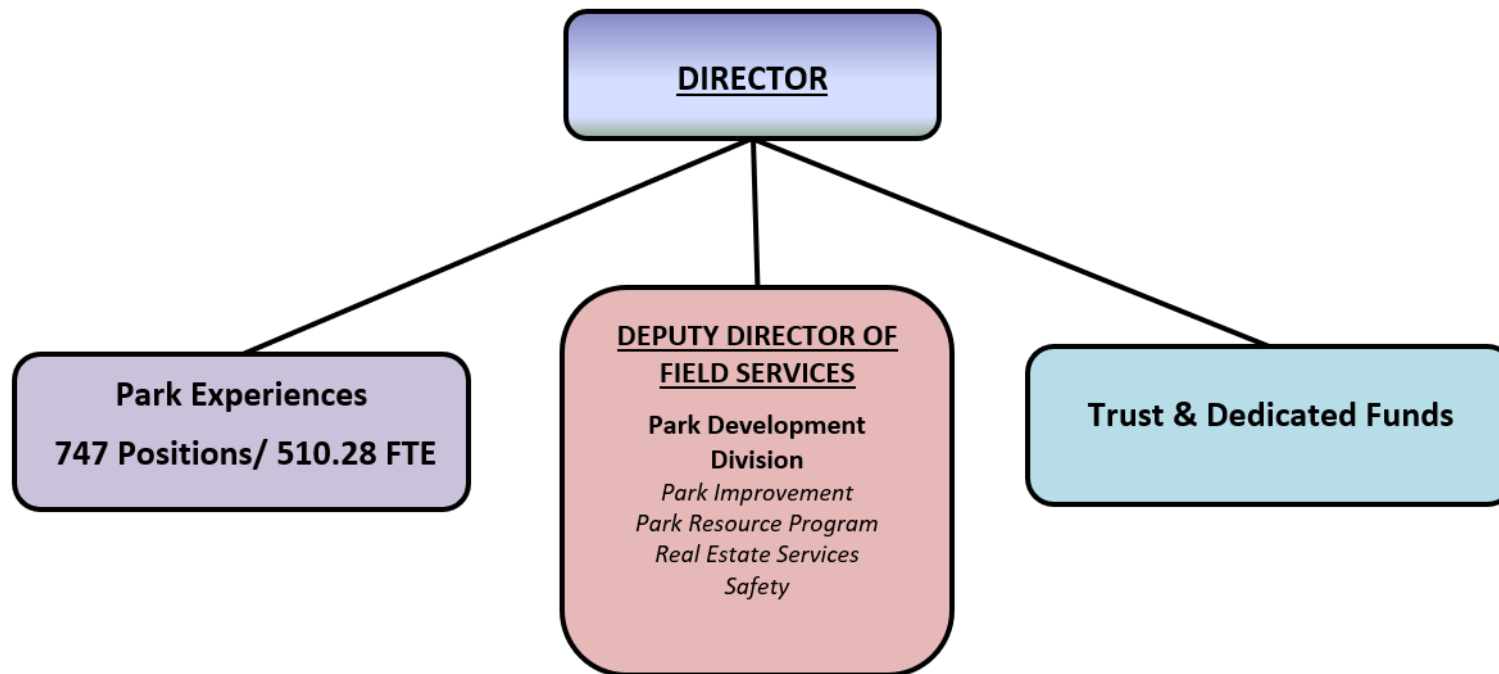 DIRECTOR
Park Experiences
747 Positions/ 510.28 FTE
DEPUTY DIRECTOR OF
FIELD SERVICES
Park Development
Division
Park Improvement
Park Resource Program
Real Estate Services
Safety
Trust & Dedicated Funds